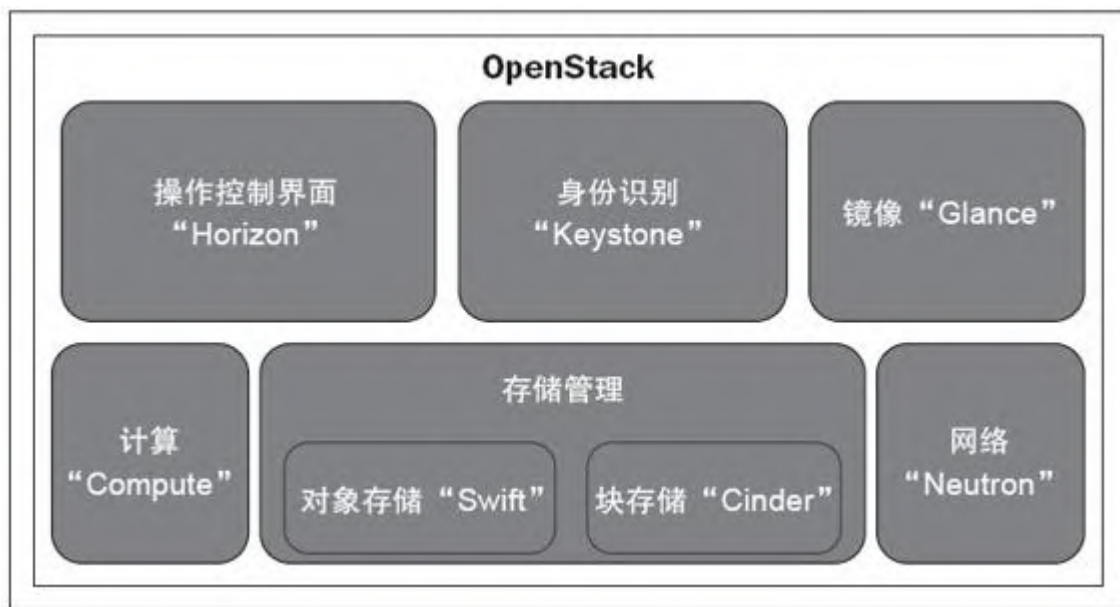 OpenStack
操作控制界面
“Horizon”
身份识别
“Keystone”
镜像“Glance”
计算
“Compute”
存储管理
对象存储“Swift”
块存储“Cinder”
网络
“Neutron”